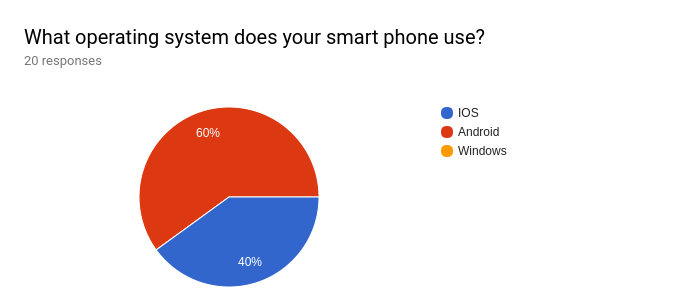 What operating system does your smart phone use?
20 responses
60%
40%
IOS
Android
Windows